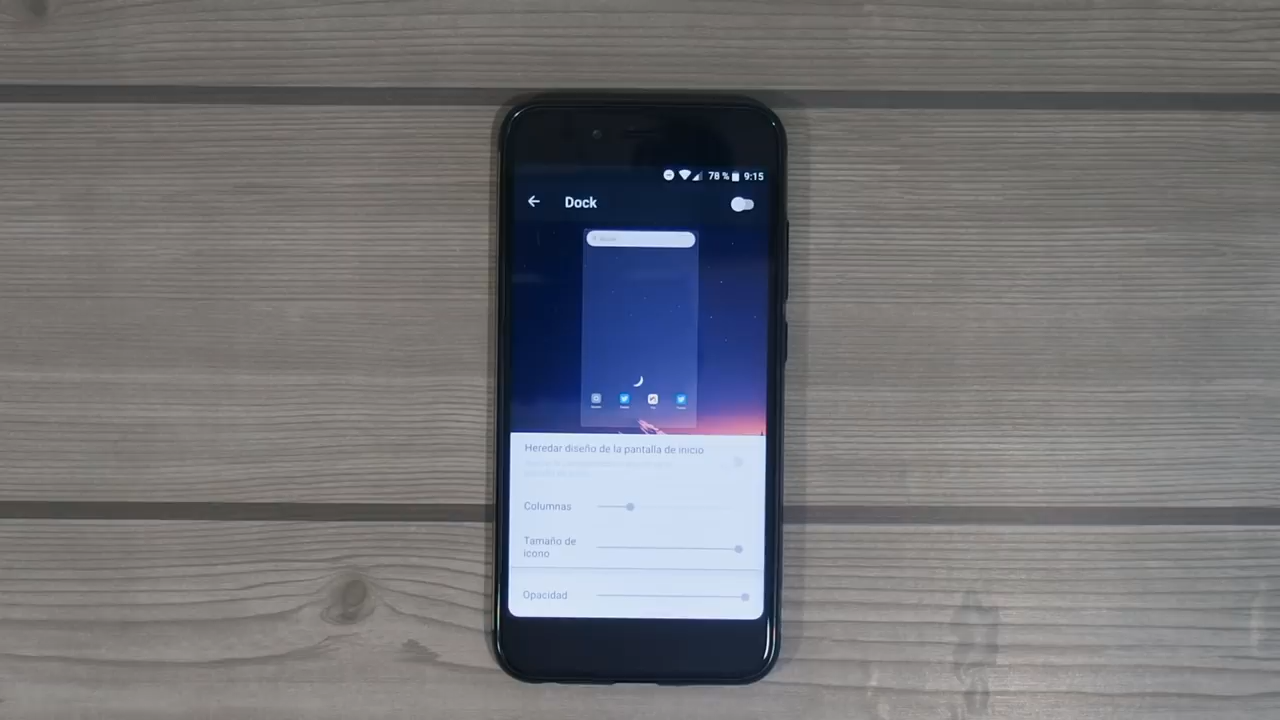 78 % 9:15
Dock
Heredar diseño de la pantalla de inicio
Columnas
Tamaño de
icono
Opacidad